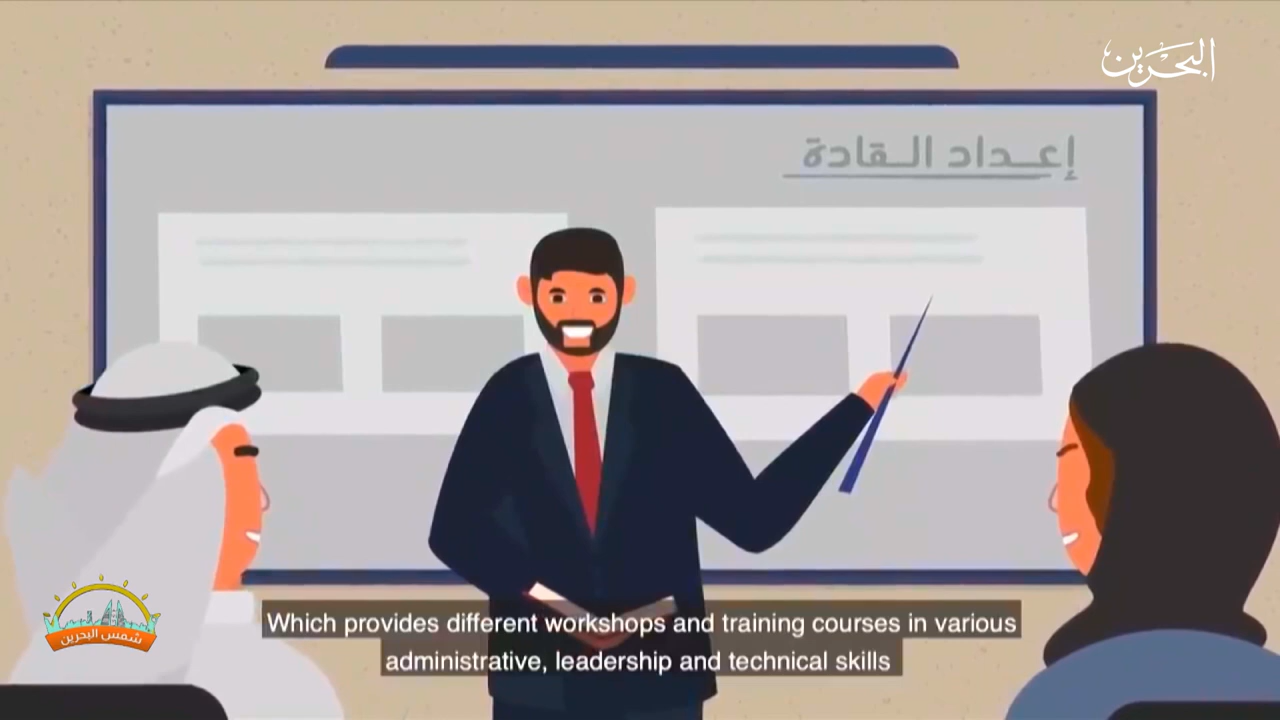 البحرين
إعداد القادة
شمس البحرين
Which provides different workshops and training courses in various
administrative, leadership and technical skills